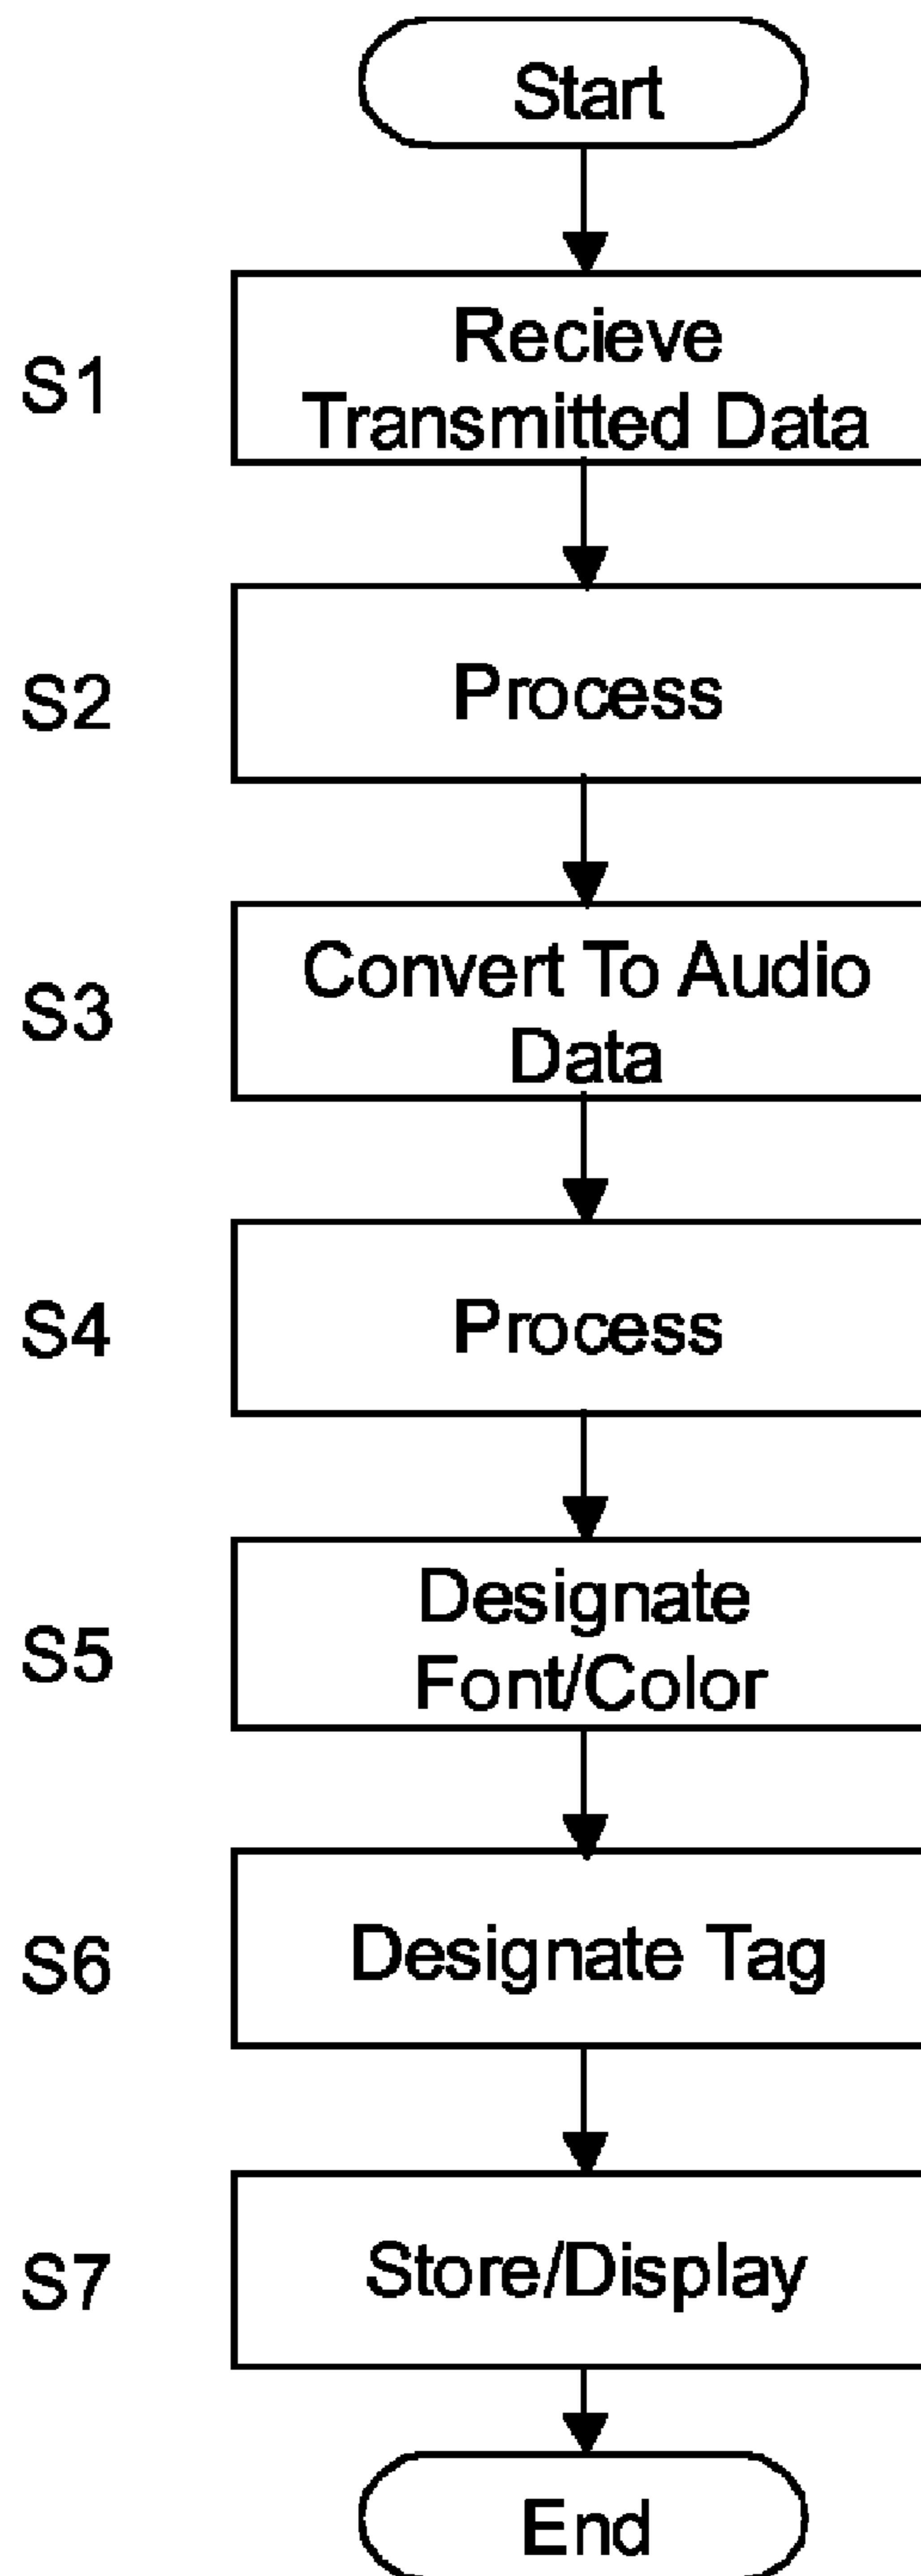 Start
S1
Recieve
Transmitted Data
S2
Process
S3
Convert To Audio
Data
S4
Process
S5
Designate
Font/Color
S6
Designate Tag
S7
Store/Display
End